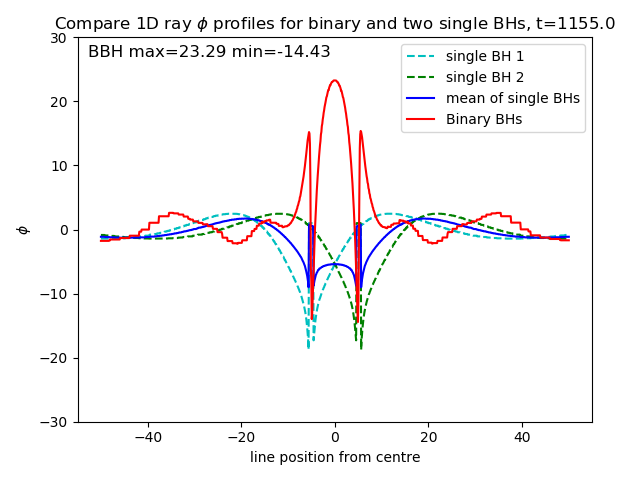 Compare 1D ray ϕ profiles for binary and two single BHs, t=1155.0
BBH max=23.29 min=-14.43
single BH 1
single BH 2
mean of single BHs
Binary BHs
30
20
10
0
−10
−20
−30
ϕ
−40
−20
0
20
40
line position from centre